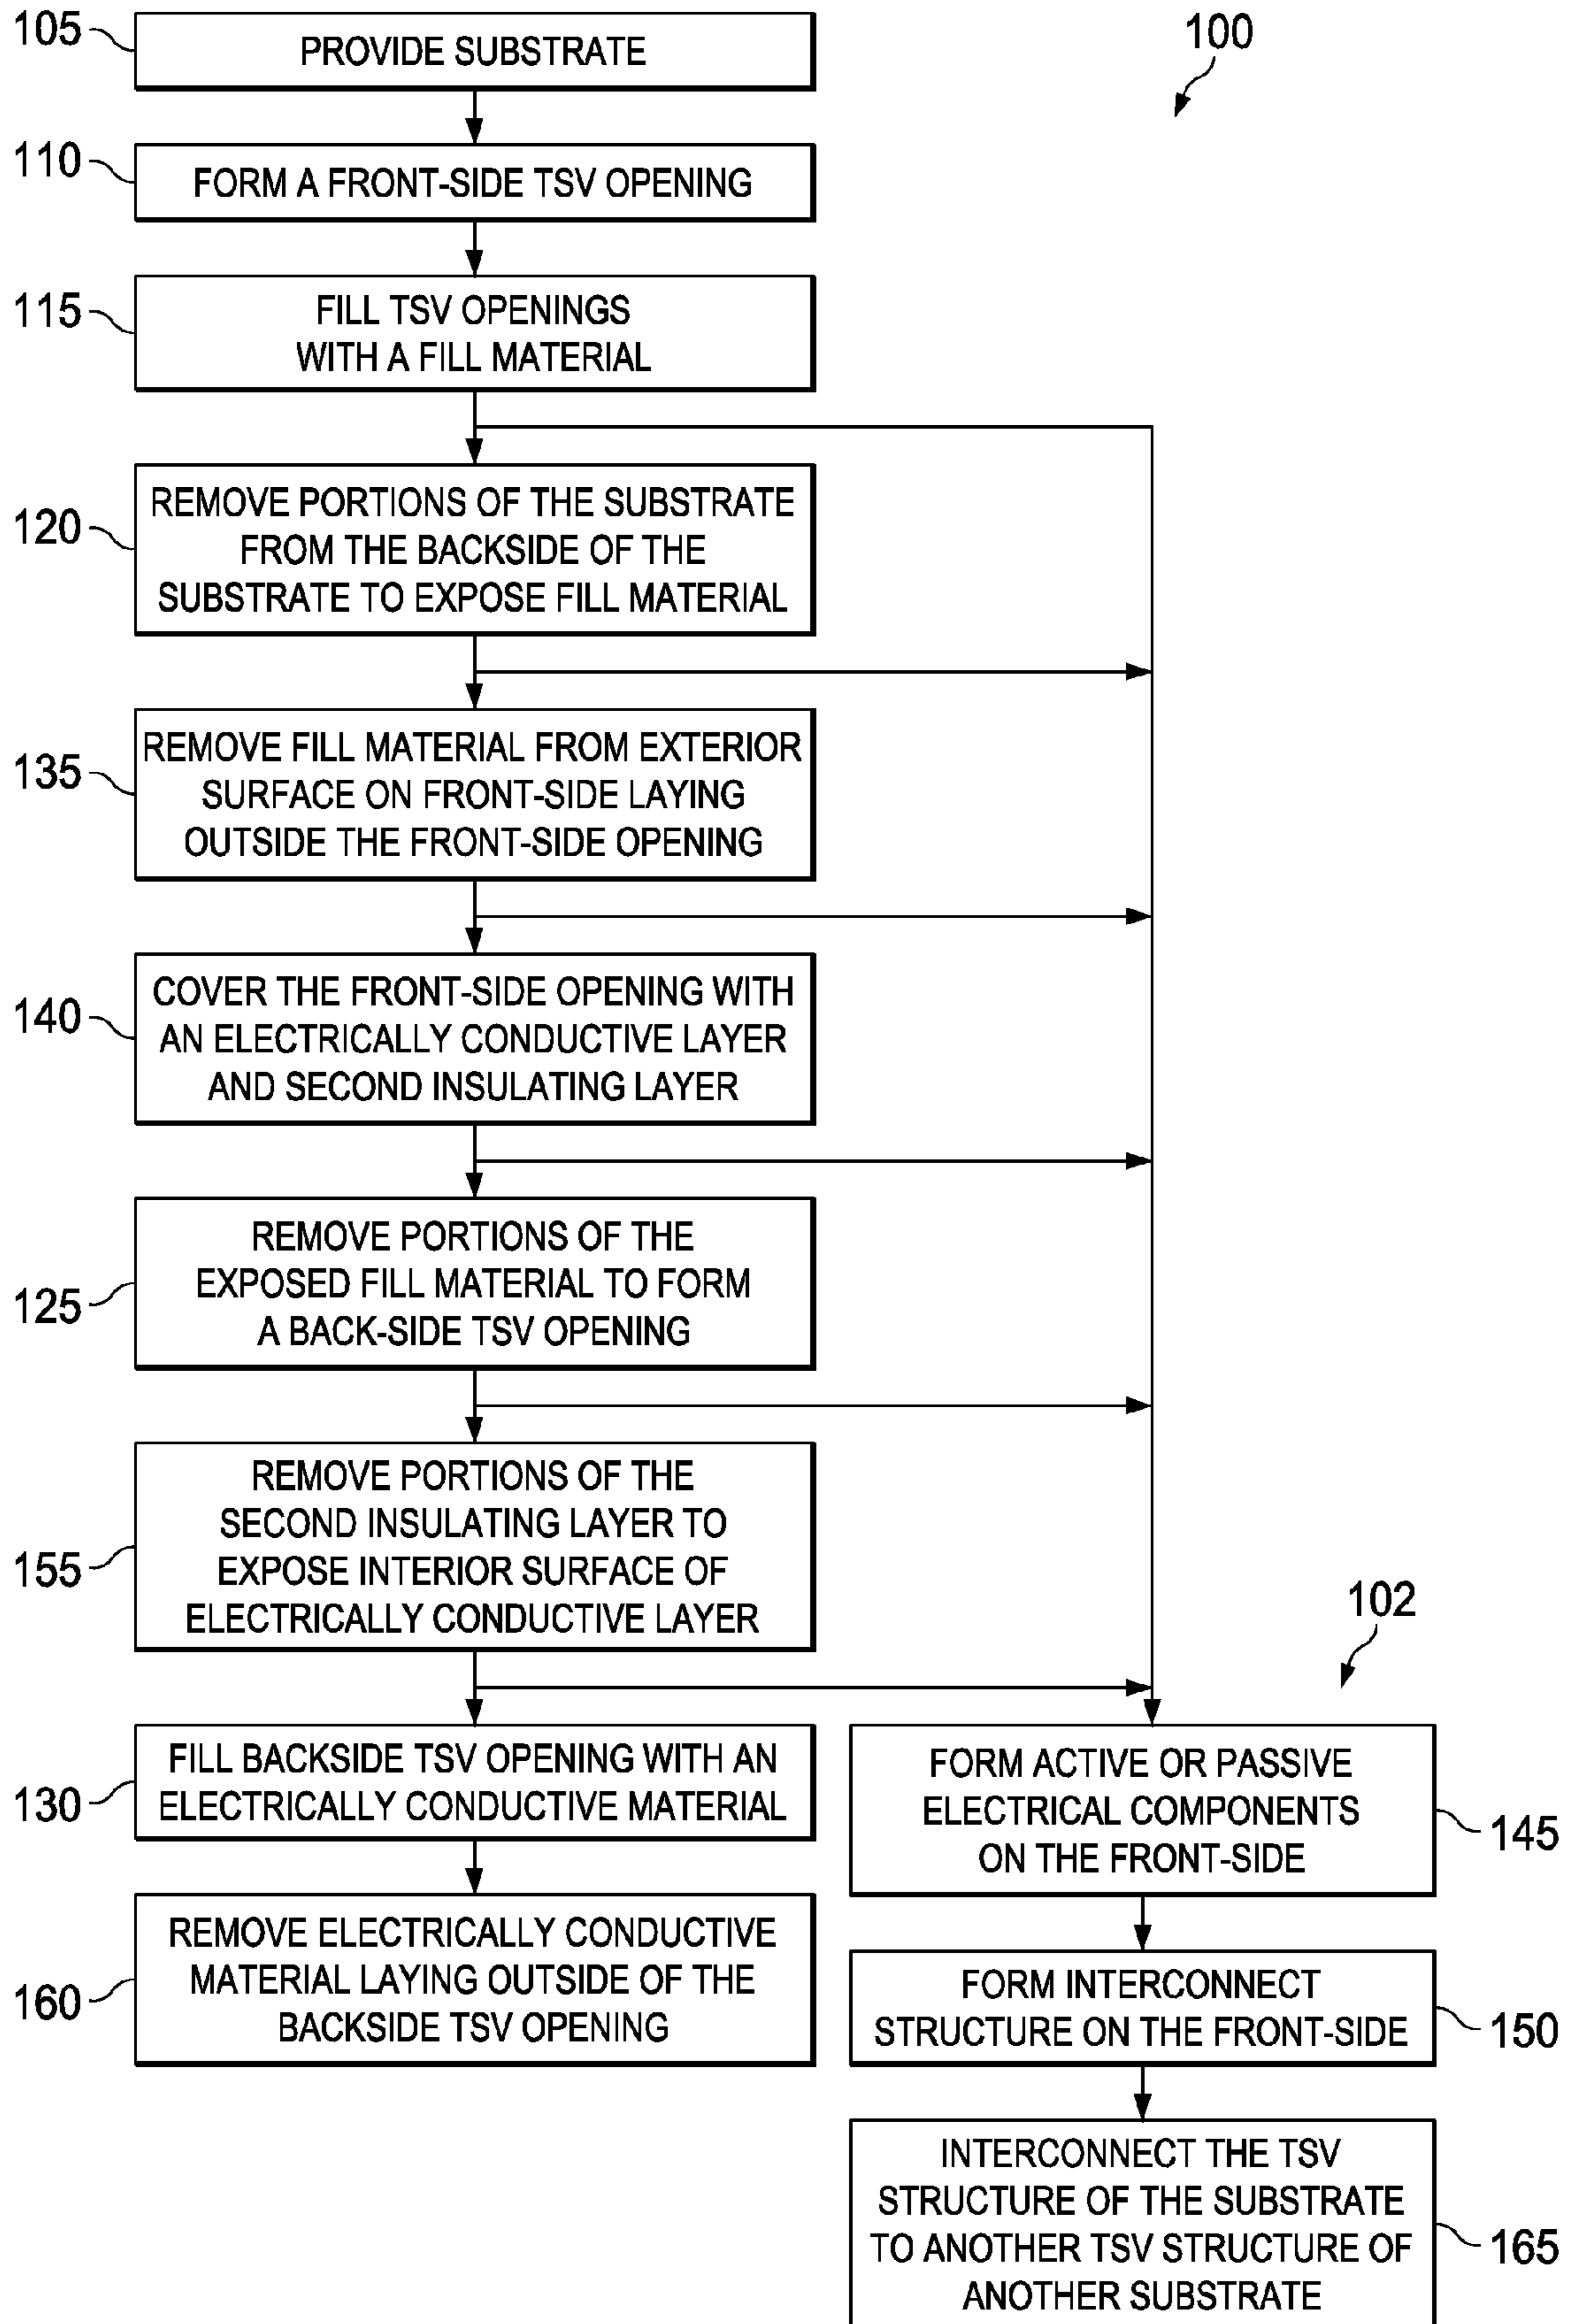 105
PROVIDE SUBSTRATE
100
110
FORM A FRONT-SIDE TSV OPENING
115
FILL TSV OPENINGS
WITH A FILL MATERIAL
120
REMOVE PORTIONS OF THE SUBSTRATE
FROM THE BACKSIDE OF THE
SUBSTRATE TO EXPOSE FILL MATERIAL
135
REMOVE FILL MATERIAL FROM EXTERIOR
SURFACE ON FRONT-SIDE LAYING
OUTSIDE THE FRONT-SIDE OPENING
140
COVER THE FRONT-SIDE OPENING WITH
AN ELECTRICALLY CONDUCTIVE LAYER
AND SECOND INSULATING LAYER
125
REMOVE PORTIONS OF THE
EXPOSED FILL MATERIAL TO FORM
A BACK-SIDE TSV OPENING
155
REMOVE PORTIONS OF THE
SECOND INSULATING LAYER TO
EXPOSE INTERIOR SURFACE OF
ELECTRICALLY CONDUCTIVE LAYER
102
130
FILL BACKSIDE TSV OPENING WITH AN
ELECTRICALLY CONDUCTIVE MATERIAL
160
REMOVE ELECTRICALLY CONDUCTIVE
MATERIAL LAYING OUTSIDE OF THE
BACKSIDE TSV OPENING
FORM ACTIVE OR PASSIVE
ELECTRICAL COMPONENTS
ON THE FRONT-SIDE
145
FORM INTERCONNECT
STRUCTURE ON THE FRONT-SIDE
150
INTERCONNECT THE TSV
STRUCTURE OF THE SUBSTRATE
TO ANOTHER TSV STRUCTURE OF
ANOTHER SUBSTRATE
165